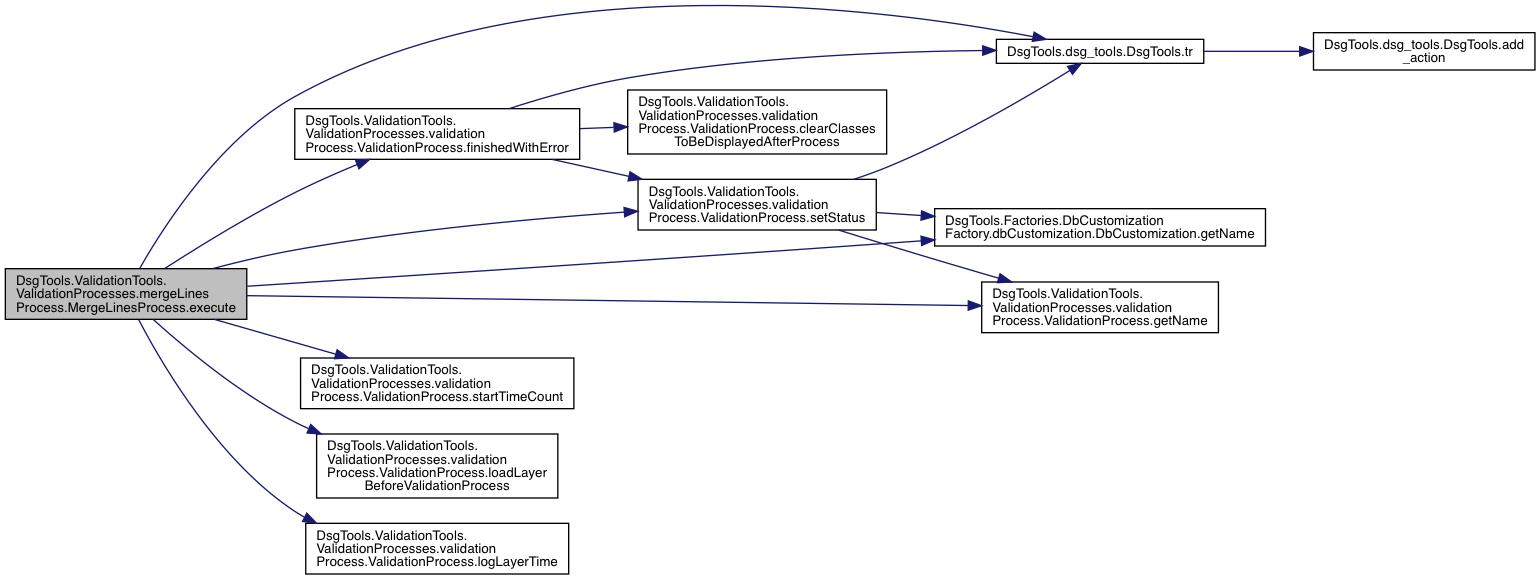 DsgTools.ValidationTools.
ValidationProcesses.mergeLines
Process.MergeLinesProcess.execute
DsgTools.ValidationTools.
ValidationProcesses.validation
Process.ValidationProcess.finishedWithError
DsgTools.ValidationTools.
ValidationProcesses.validation
Process.ValidationProcess.clearClasses
ToBeDisplayedAfterProcess
DsgTools.ValidationTools.
ValidationProcesses.validation
Process.ValidationProcess.setStatus
DsgTools.dsg_tools.DsgTools.tr
DsgTools.dsg_tools.DsgTools.add
_action
DsgTools.Factories.DbCustomization
Factory.dbCustomization.DbCustomization.getName
DsgTools.ValidationTools.
ValidationProcesses.validation
Process.ValidationProcess.getName
DsgTools.ValidationTools.
ValidationProcesses.validation
Process.ValidationProcess.startTimeCount
DsgTools.ValidationTools.
ValidationProcesses.validation
Process.ValidationProcess.loadLayer
BeforeValidationProcess
DsgTools.ValidationTools.
ValidationProcesses.validation
Process.ValidationProcess.logLayerTime